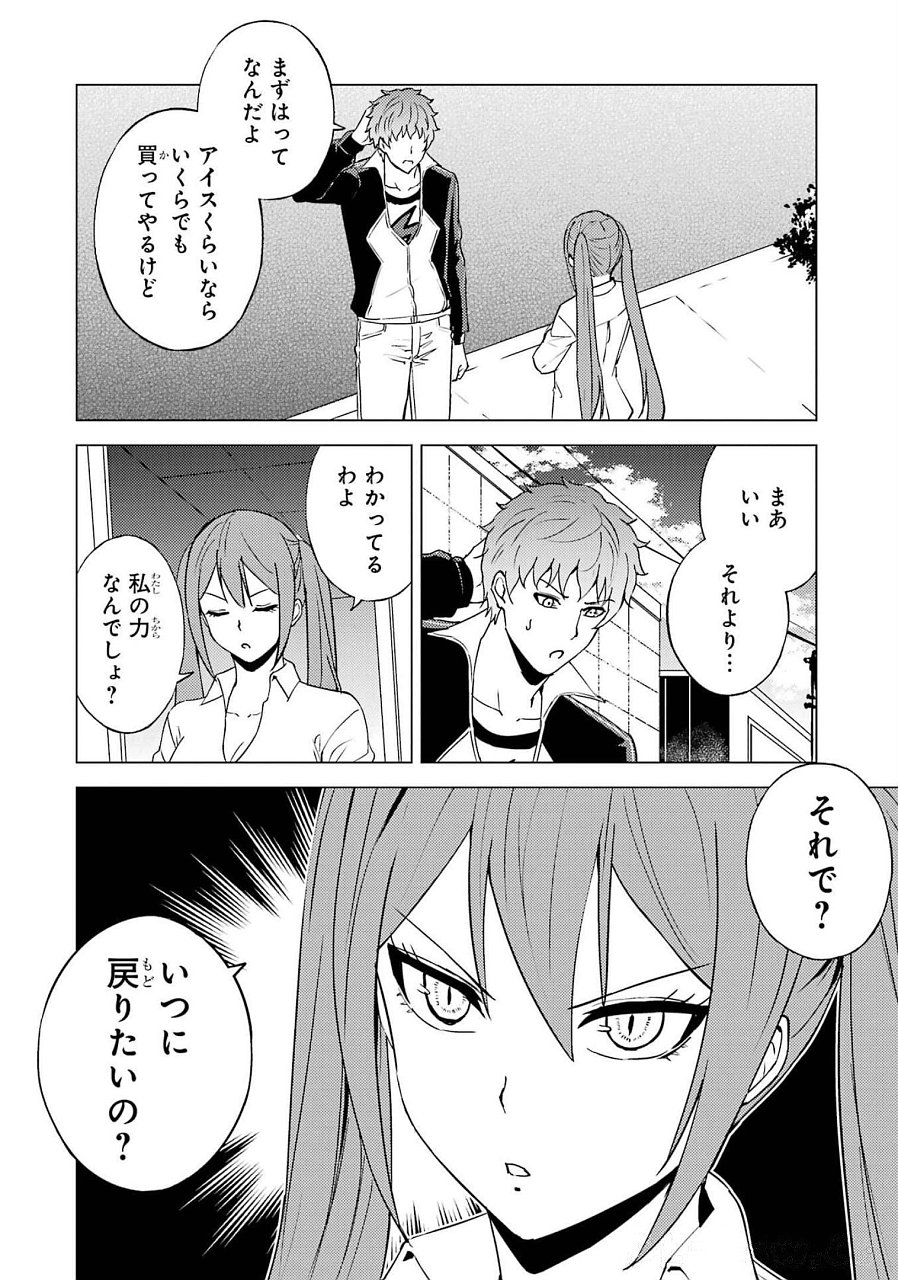 まずはって
なんだよ
アイスくらいなら
いくらでも
買ってやるけど
まあ
いい
それより…
わかってる
わよ
私の力
なんでしょ？
それで？
いつに
戻りたいの？